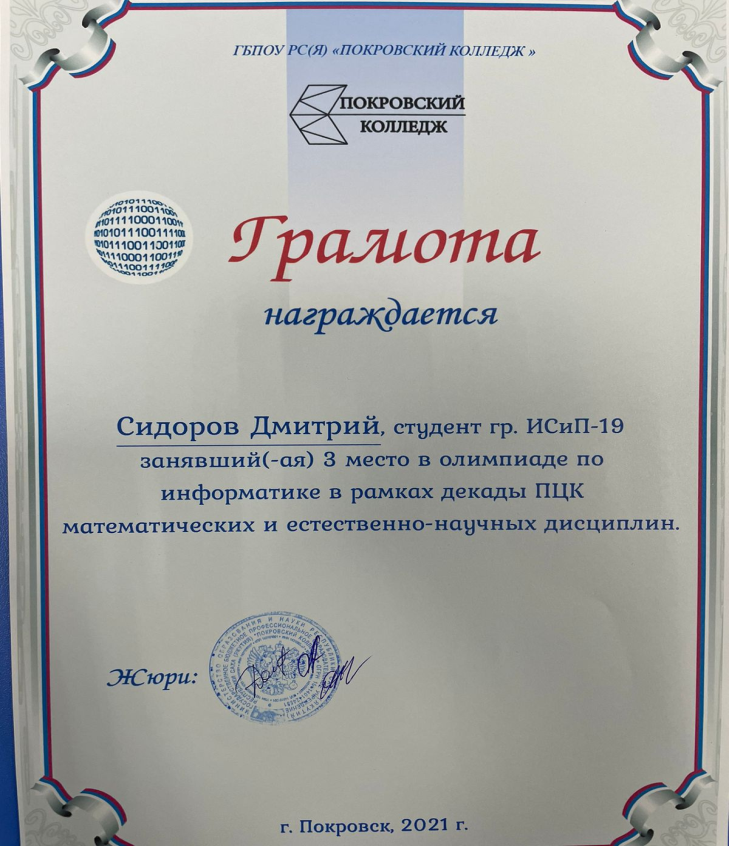 ГБПОУ РС(Я) «ПОКРОВСКИЙ КОЛЛЕДЖ »
ПОКРОВСКИЙ
КОЛЛЕДЖ
Грамота
награждается
Сидоров Дмитрий, студент гр. ИСиП-19
занявший(-ая) 3 место в олимпиаде по
информатике в рамках декады ПЦК
математических и естественно-научных дисциплин.
Жюри:
г. Покровск, 2021 г.